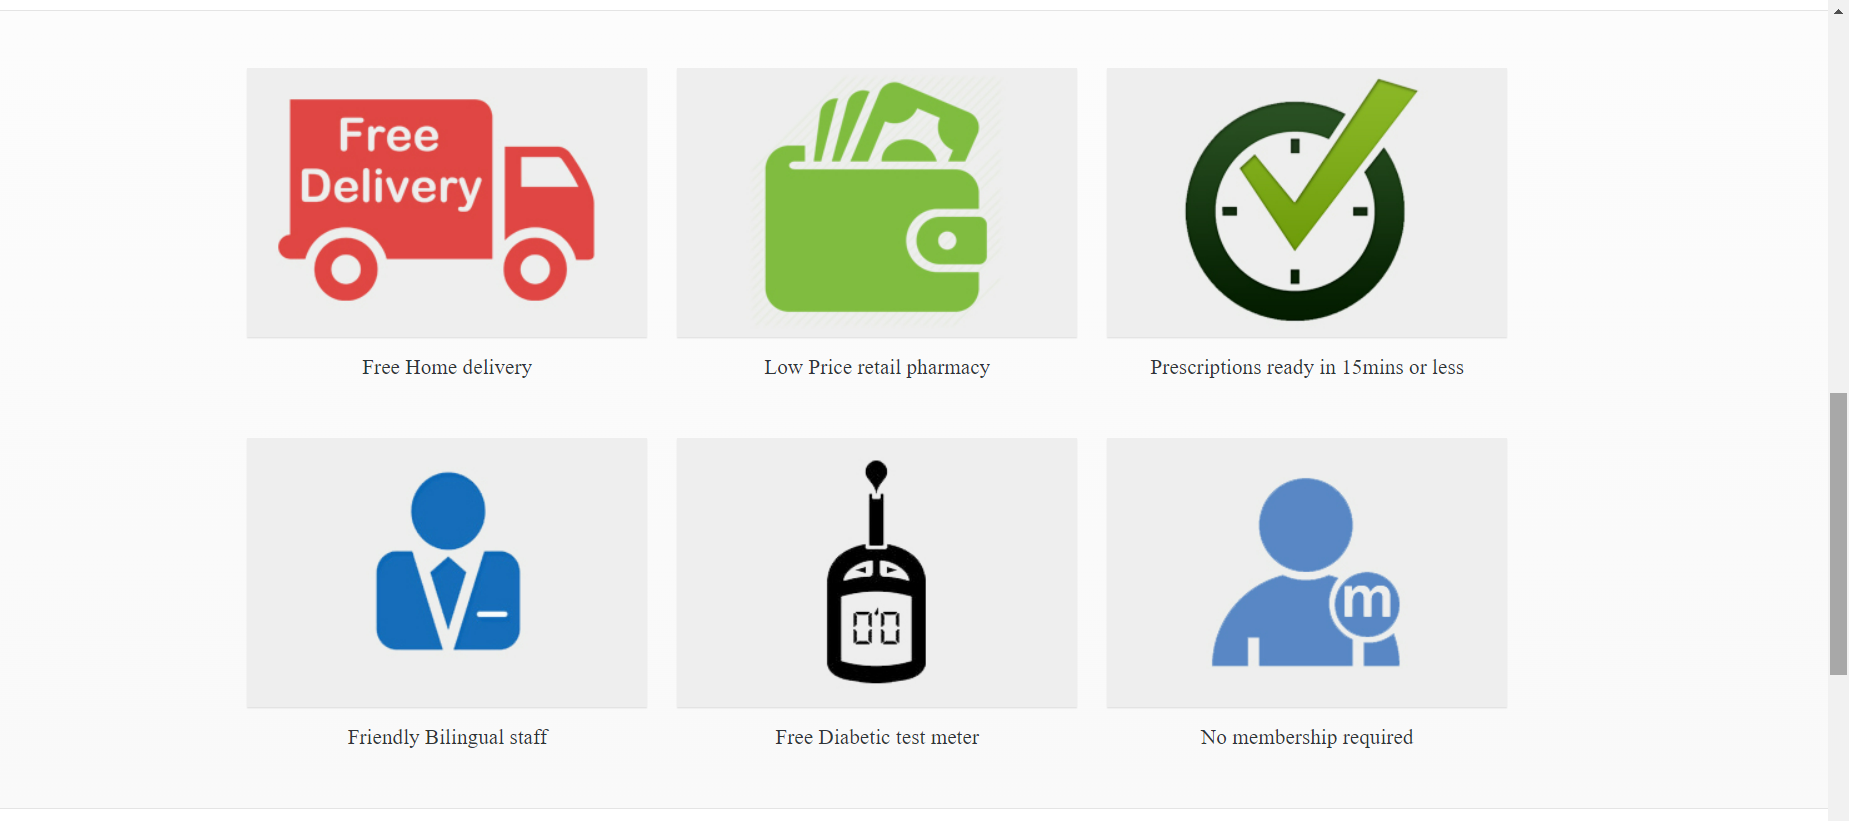 Free
Delivery
Free Home delivery
Low Price retail pharmacy
Prescriptions ready in 15mins or less
00
m
Friendly Bilingual staff
Free Diabetic test meter
No membership required